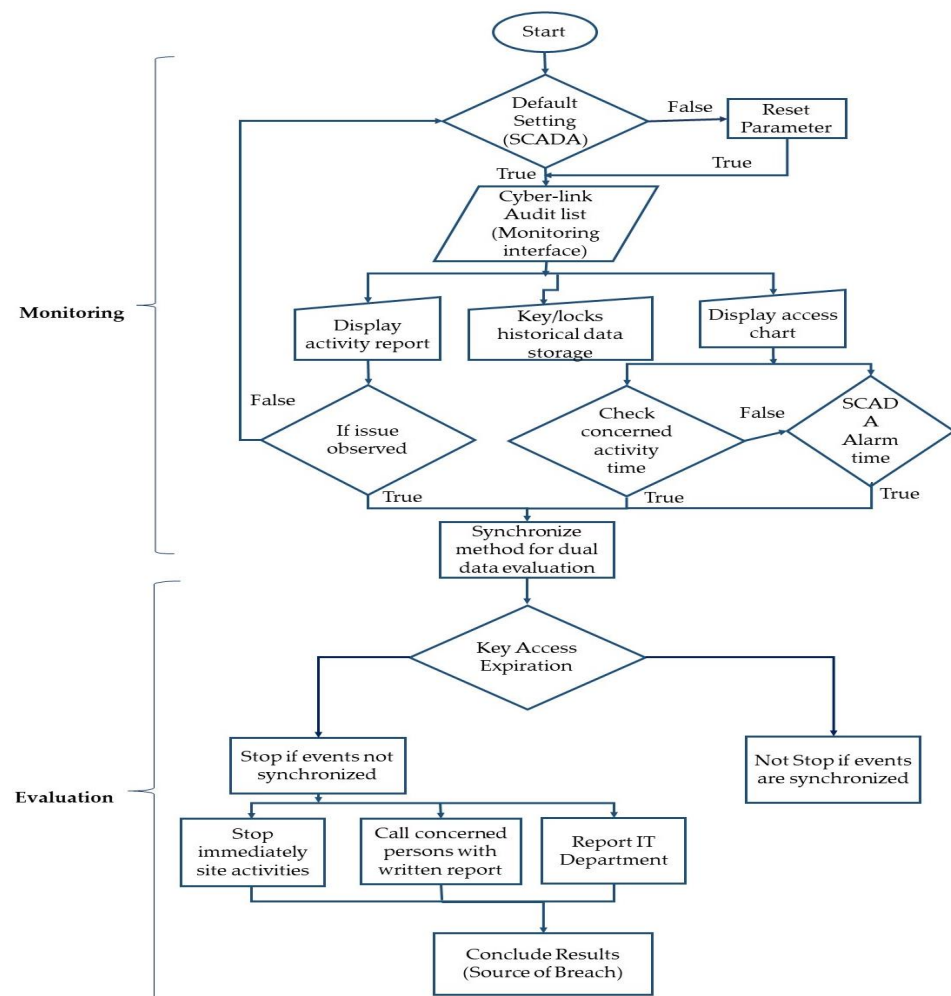 Start
Default
Setting
(SCADA)
False
Reset
Parameter
True
True
Cyber-link
Audit list
(Monitoring
interface)
Monitoring
Display
activity report
Key/locks
historical data
storage
Display access
chart
False
If issue
observed
Check
concerned
activity
time
False
SCAD
A
Alarm
time
True
True
True
Synchronize
method for dual
data evaluation
Key Access
Expiration
Evaluation
Stop if events not
synchronized
Not Stop if events
are synchronized
Stop
immediately
site activities
Call concerned
persons with
written report
Report IT
Department
Conclude Results
(Source of Breach)